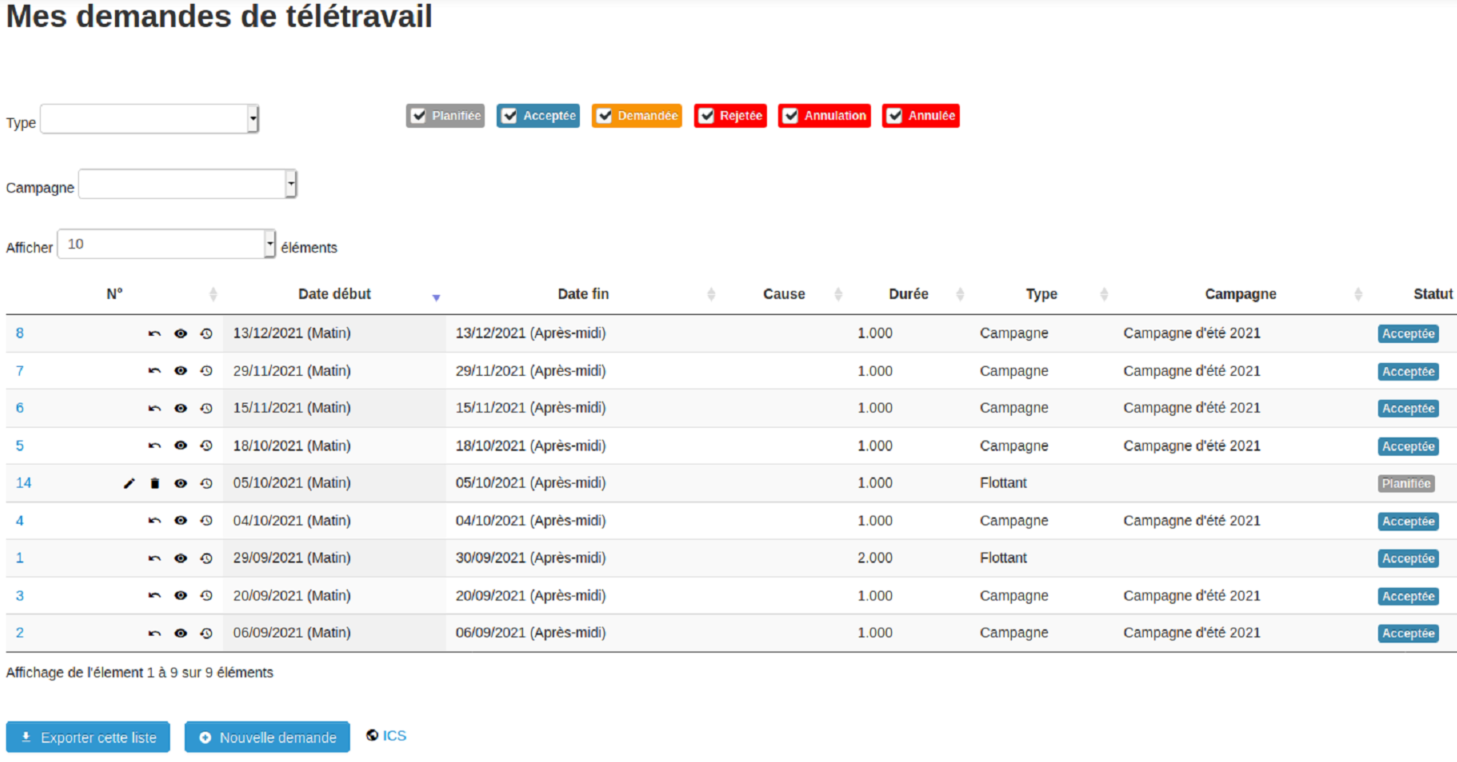 Mes demandes de télétravail
Type
Planifiée Acceptée Demandée Rejetée Annulation Annulée
Campagne
Afficher 10 éléments
N° Date début Date fin Cause Durée Type Campagne Statut
8 13/12/2021 (Matin) 13/12/2021 (Après-midi) 1.000 Campagne Campagne d'été 2021 Acceptée
7 29/11/2021 (Matin) 29/11/2021 (Après-midi) 1.000 Campagne Campagne d'été 2021 Acceptée
6 15/11/2021 (Matin) 15/11/2021 (Après-midi) 1.000 Campagne Campagne d'été 2021 Acceptée
5 18/10/2021 (Matin) 18/10/2021 (Après-midi) 1.000 Campagne Campagne d'été 2021 Acceptée
14 05/10/2021 (Matin) 05/10/2021 (Après-midi) 1.000 Flottant Planifiée
4 04/10/2021 (Matin) 04/10/2021 (Après-midi) 1.000 Campagne Campagne d'été 2021 Acceptée
1 29/09/2021 (Matin) 30/09/2021 (Après-midi) 2.000 Flottant Acceptée
3 20/09/2021 (Matin) 20/09/2021 (Après-midi) 1.000 Campagne Campagne d'été 2021 Acceptée
2 06/09/2021 (Matin) 06/09/2021 (Après-midi) 1.000 Campagne Campagne d'été 2021 Acceptée
Affichage de l'élement 1 à 9 sur 9 éléments
Exporter cette liste Nouvelle demande ICS